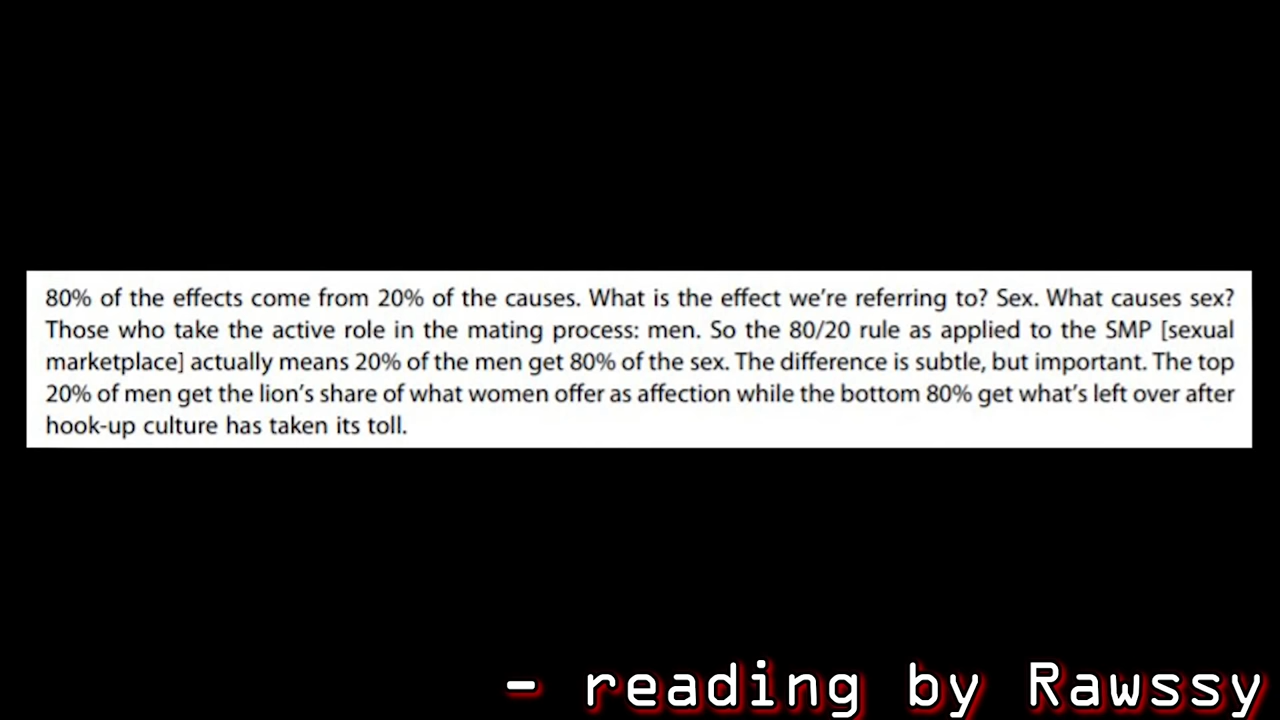 80% of the effects come from 20% of the causes. What is the effect we’re referring to? Sex. What causes sex?
Those who take the active role in the mating process: men. So the 80/20 rule as applied to the SMP [sexual
marketplace] actually means 20% of the men get 80% of the sex. The difference is subtle, but important. The top
20% of men get the lion’s share of what women offer as affection while the bottom 80% get what’s left over after
hook-up culture has taken its toll.
- reading by Rawssy